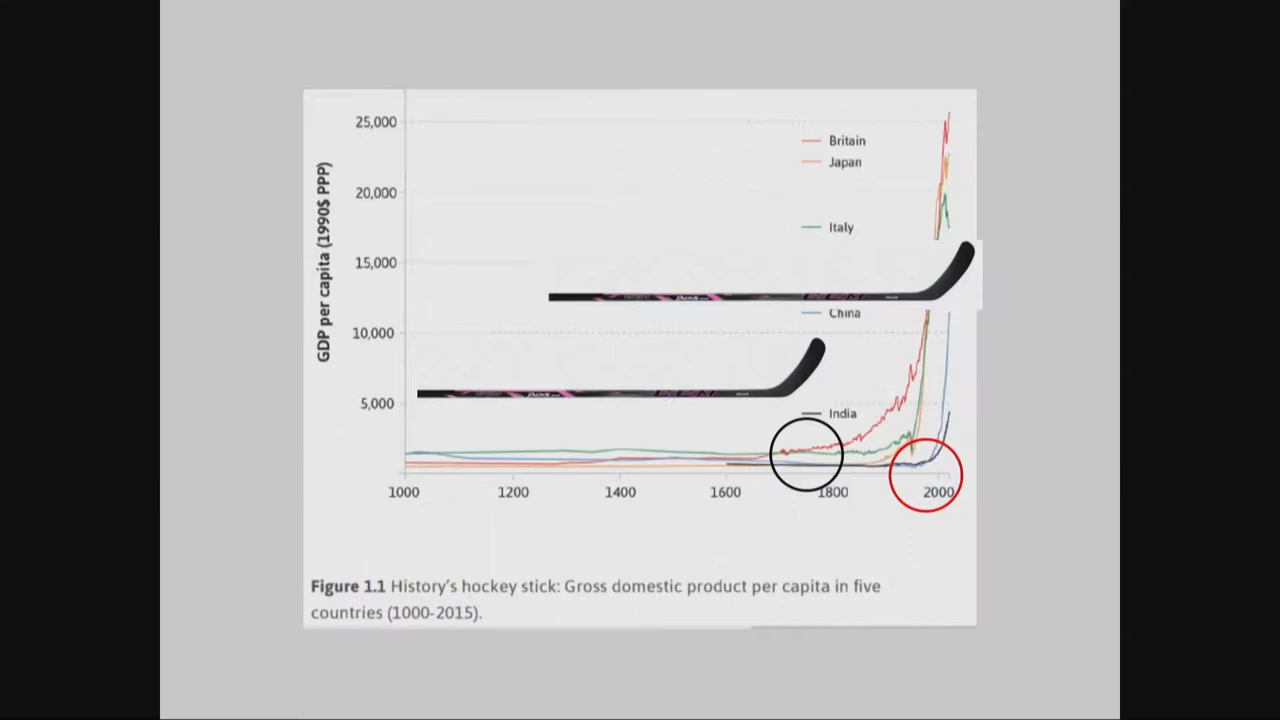 GDP per capita (1990$ PPP)
25,000
20,000
15,000
10,000
5,000
Britain
Japan
Italy
China
India
1000
1200
1400
1600
1800
2000
Figure 1.1 History's hockey stick: Gross domestic product per capita in five
countries (1000-2015).